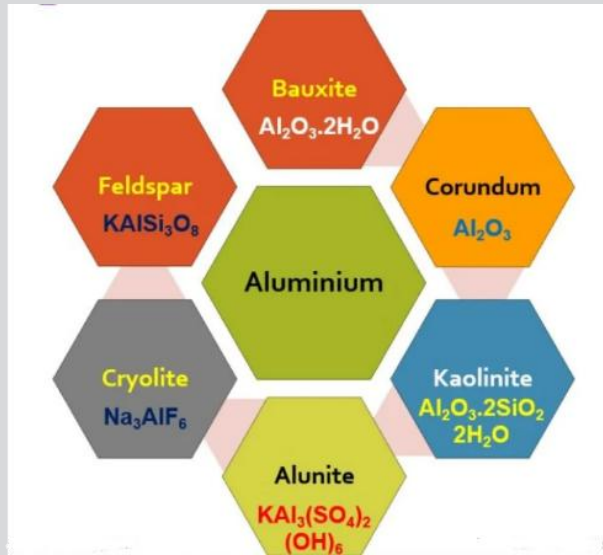 Bauxite
Al₂O₃.2H₂O
Feldspar
KAlSi₃O₈
Corundum
Al₂O₃
Aluminium
Cryolite
Na₃AlF₆
Kaolinite
Al₂O₃.2SiO₂
2H₂O
Alunite
KAl₃(SO₄)₂
(OH)₆